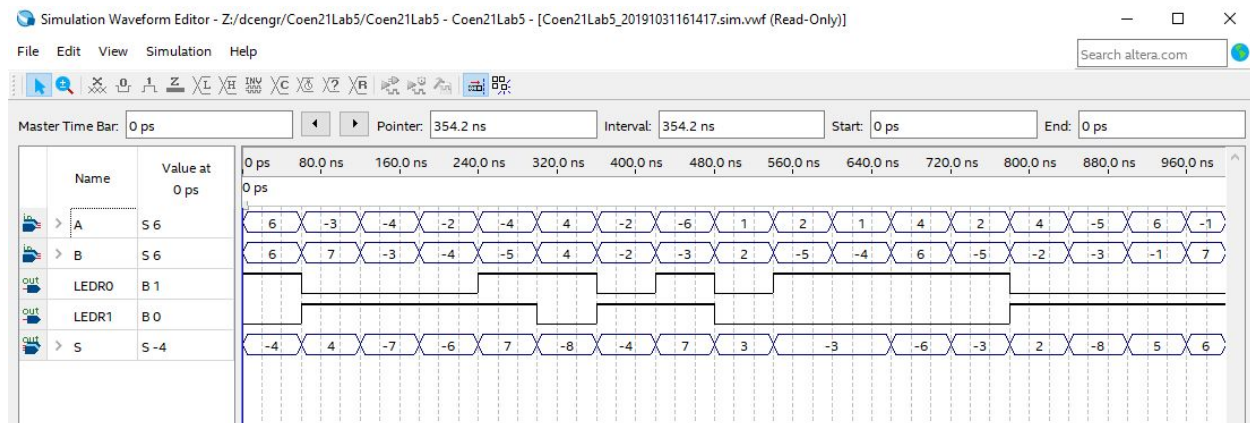 Simulation Waveform Editor - Z:/dcengr/Coen21Lab5/Coen21Lab5 - Coen21Lab5 - [Coen21Lab5_20191031161417.sim.vwf (Read-Only)]
File Edit View Simulation Help
Search altera.com
Master Time Bar: 0 ps Pointer: 354.2 ns Interval: 354.2 ns Start: 0 ps End: 0 ps
Name Value at 0 ps 0 ps 80.0 ns 160.0 ns 240.0 ns 320.0 ns 400.0 ns 480.0 ns 560.0 ns 640.0 ns 720.0 ns 800.0 ns 880.0 ns 960.0 ns
0 ps
A S 6 6 -3 -4 -2 -4 4 -2 -6 1 2 1 4 2 4 -5 6 -1
B S 6 6 7 -3 -4 -5 4 -2 -3 2 -5 -4 6 -5 -2 -3 -1 7
LEDR0 B 1
LEDR1 B 0
S S -4 -4 4 -7 -6 7 -8 -4 7 3 -3 -6 -3 2 -8 5 6